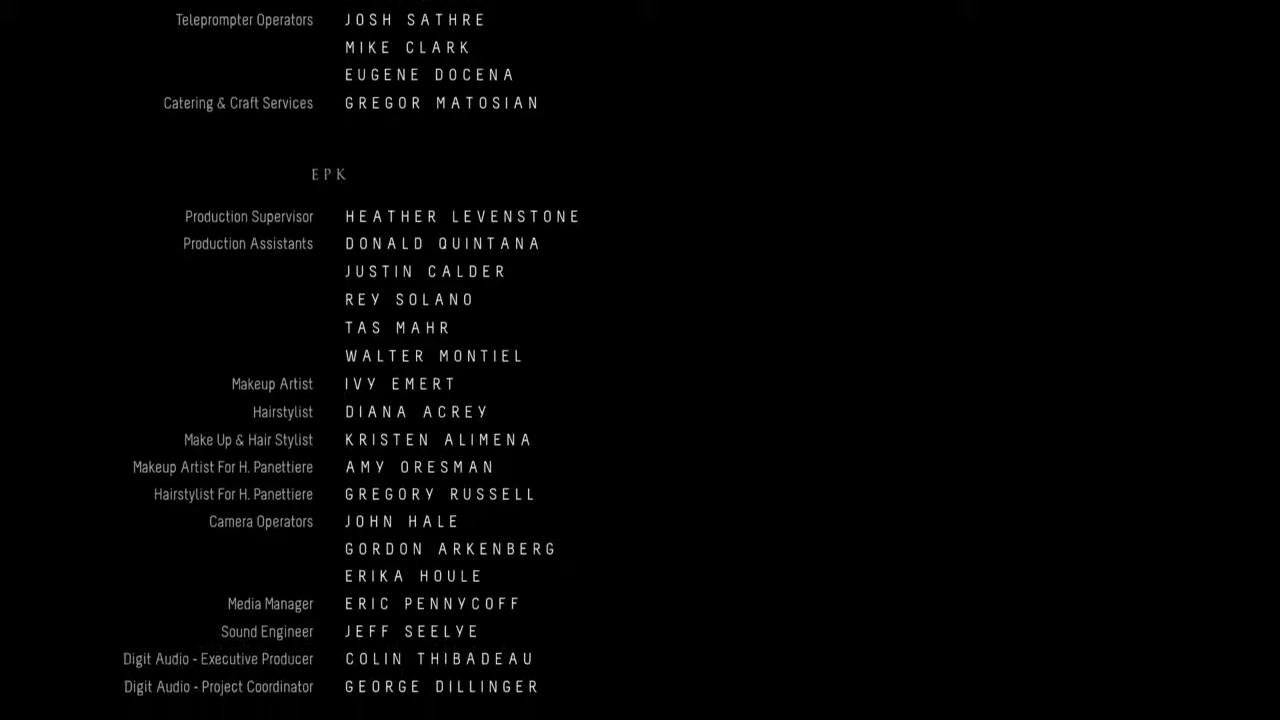 Teleprompter Operators JOSH SATHRE
MIKE CLARK
EUGENE DOCENA
Catering & Craft Services GREGOR MATOSIAN
EPK
Production Supervisor HEATHER LEVENSTONE
Production Assistants DONALD QUINTANA
JUSTIN CALDER
REY SOLANO
TAS MAHR
WALTER MONTIEL
Makeup Artist IVY EMERT
Hairstylist DIANA ACREY
Make Up & Hair Stylist KRISTEN ALIMENA
Makeup Artist For H. Panettiere AMY ORESMAN
Hairstylist For H. Panettiere GREGORY RUSSELL
Camera Operators JOHN HALE
GORDON ARKENBERG
ERIKA HOULE
Media Manager ERIC PENNYCOFF
Sound Engineer JEFF SEELYE
Digit Audio - Executive Producer COLIN THIBADEAU
Digit Audio - Project Coordinator GEORGE DILLINGER